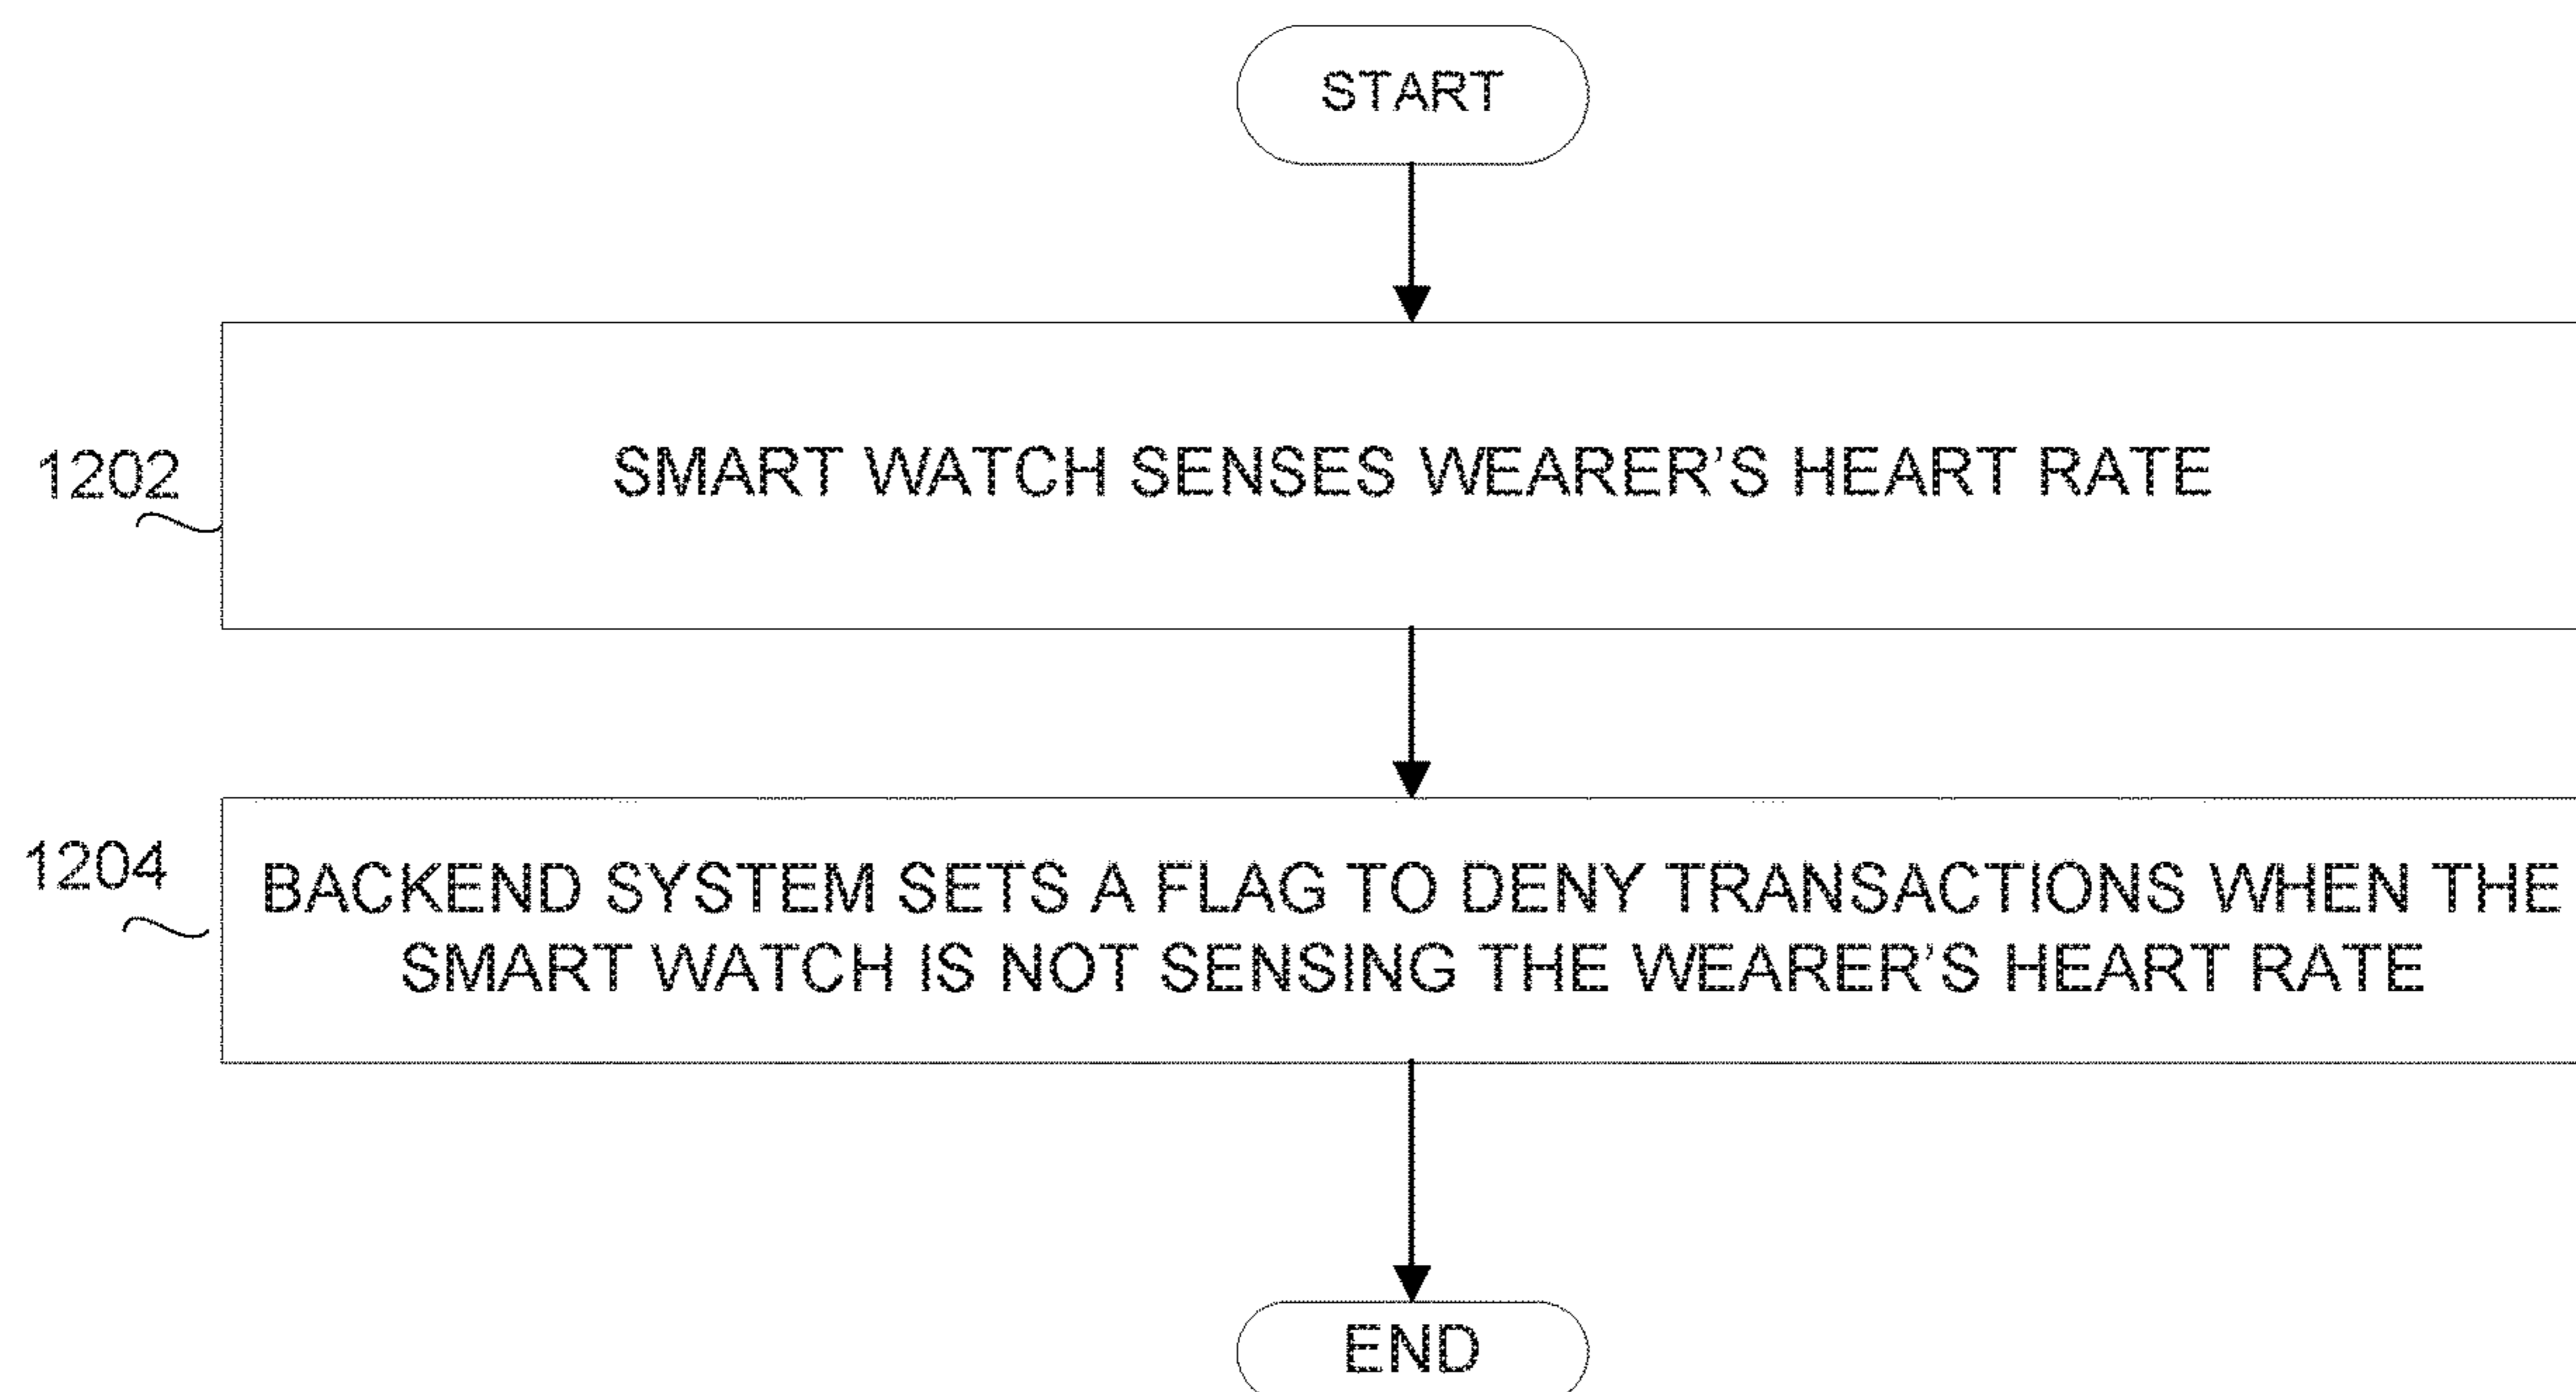 START
1202
SMART WATCH SENSES WEARER'S HEART RATE
1204
BACKEND SYSTEM SETS A FLAG TO DENY TRANSACTIONS WHEN THE
SMART WATCH IS NOT SENSING THE WEARER'S HEART RATE
END